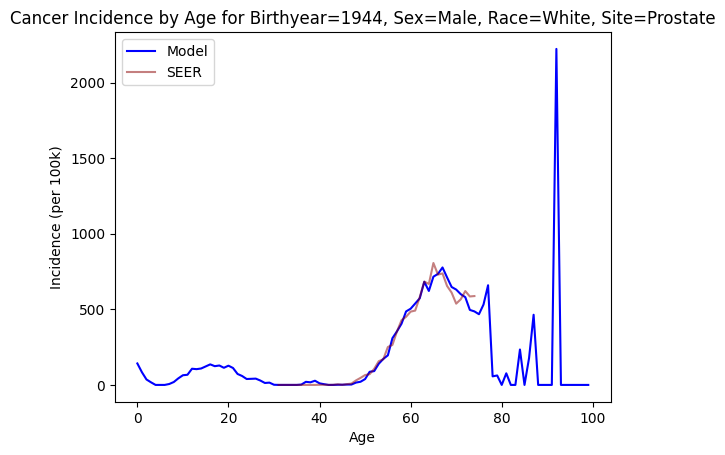 Cancer Incidence by Age for Birthyear=1944, Sex=Male, Race=White, Site=Prostate
Model
SEER
Incidence (per 100k)
2000
1500
1000
500
0
0 20 40 60 80 100
Age